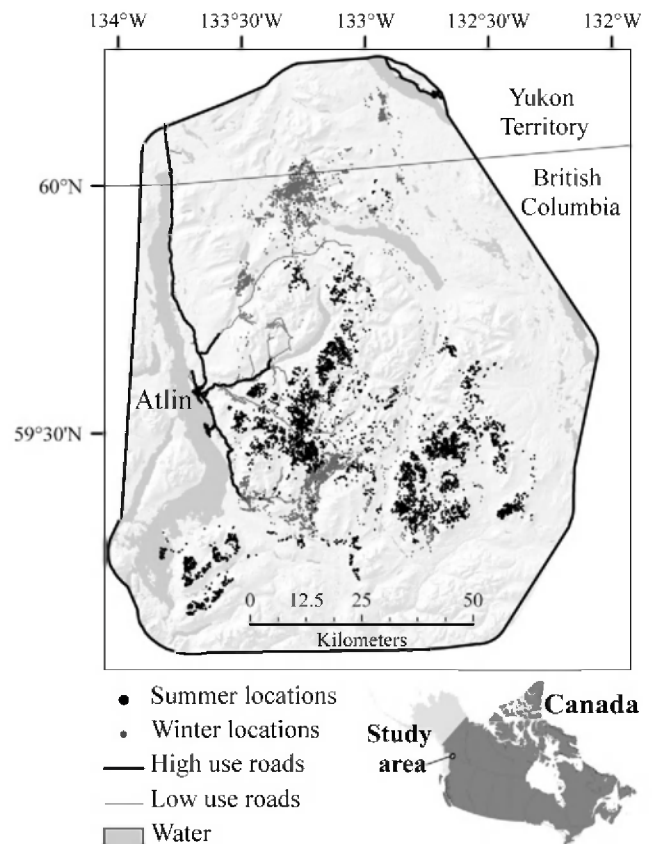 134°W 133°30'W 133°W 132°30'W 132°W
Yukon
Territory
60°N
British
Columbia
Atlin
59°30'N
0 12.5 25 50
Kilometers
Summer locations
Winter locations
High use roads
Low use roads
Water
Canada
Study
area